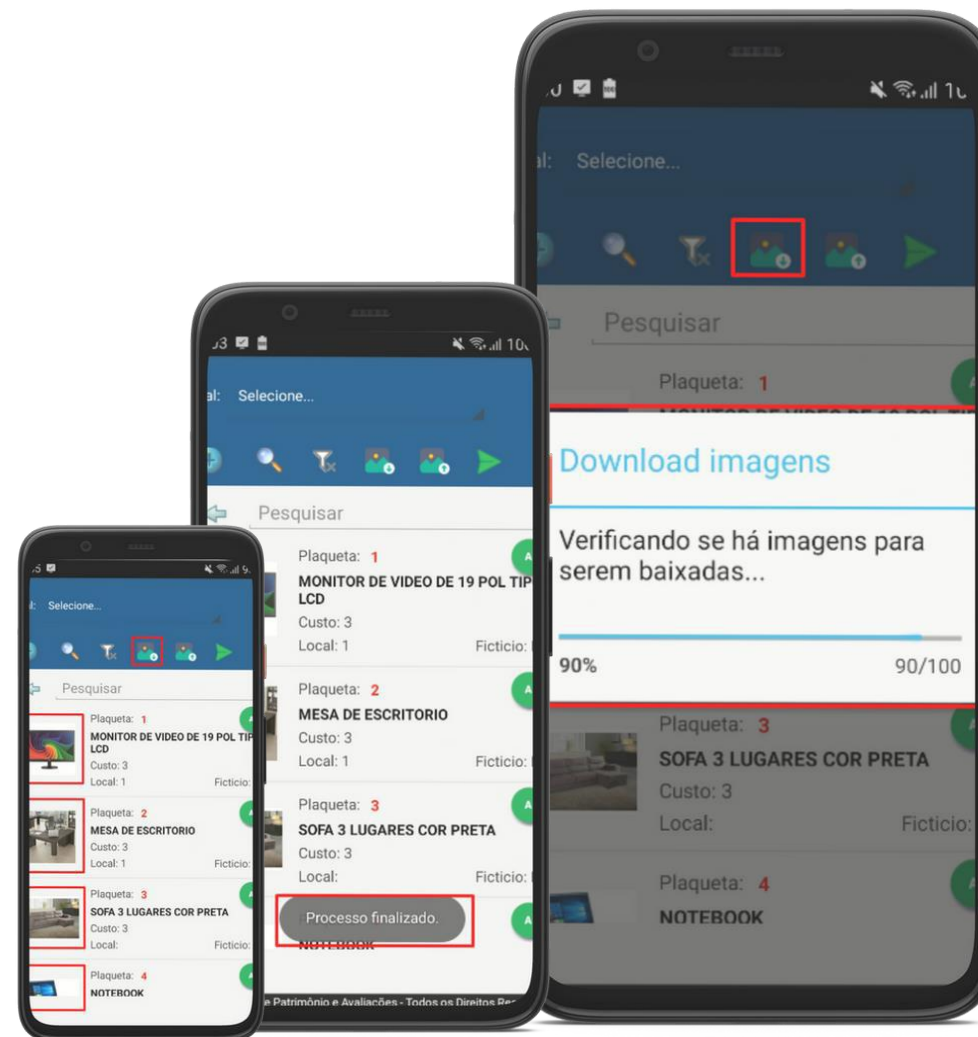 al: Selecione...
Pesquisar
Plaqueta: 1
Download imagens
Verificando se há imagens para
serem baixadas...
90% 90/100
Plaqueta: 3
SOFA 3 LUGARES COR PRETA
Custo: 3
Local: Ficticio:
Plaqueta: 4
NOTEBOOK
al: Selecione...
Pesquisar
Plaqueta: 1
MONITOR DE VIDEO DE 19 POL TIP
LCD
Custo: 3
Local: 1 Ficticio:
Plaqueta: 2
MESA DE ESCRITORIO
Custo: 3
Local: 1 Ficticio:
Plaqueta: 3
SOFA 3 LUGARES COR PRETA
Custo: 3
Local: Ficticio:
Processo finalizado.
NOTEBOOK
e Patrimônio e Avaliações - Todos os Direitos Re
Selecione...
Pesquisar
Plaqueta: 1
MONITOR DE VIDEO DE 19 POL TIP
LCD
Custo: 3
Local: 1 Ficticio:
Plaqueta: 2
MESA DE ESCRITORIO
Custo: 3
Local: 1 Ficticio:
Plaqueta: 3
SOFA 3 LUGARES COR PRETA
Custo: 3
Local: Ficticio:
Plaqueta: 4
NOTEBOOK